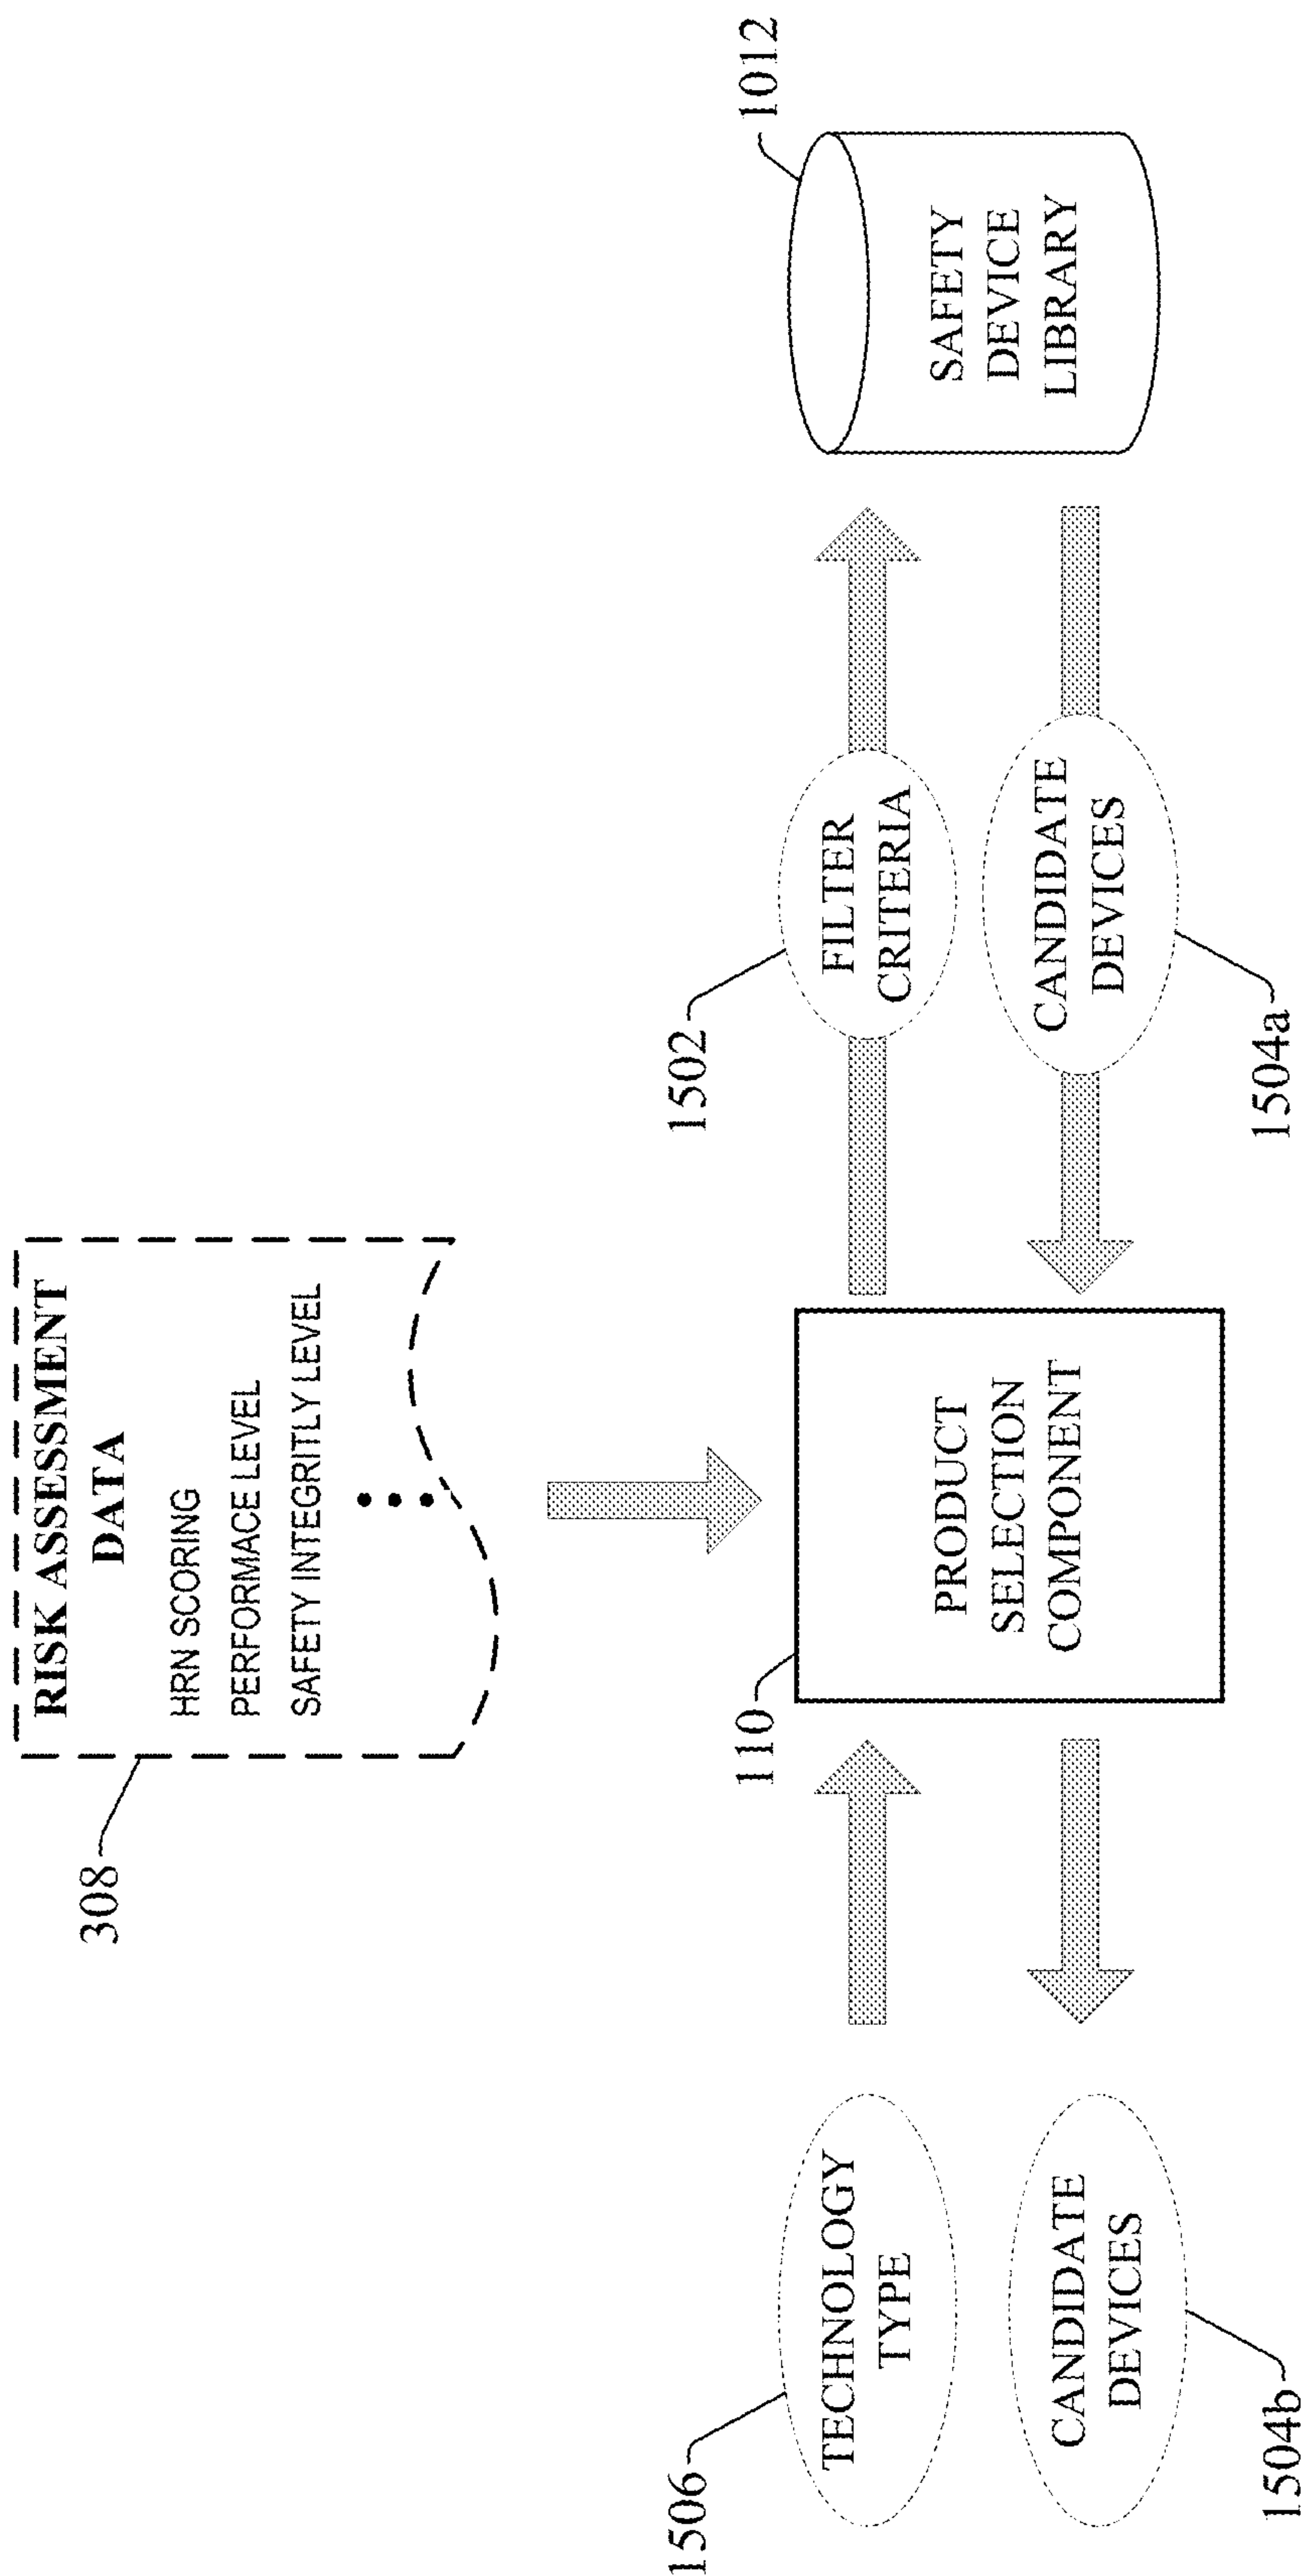 308
RISK ASSESSMENT
DATA
HRN SCORING
PERFORMACE LEVEL
SAFETY INTEGRITLY LEVEL
1506
TECHNOLOGY
TYPE
CANDIDATE
DEVICES
1504b
110
PRODUCT
SELECTION
COMPONENT
1502
FILTER
CRITERIA
CANDIDATE
DEVICES
1504a
1012
SAFETY
DEVICE
LIBRARY